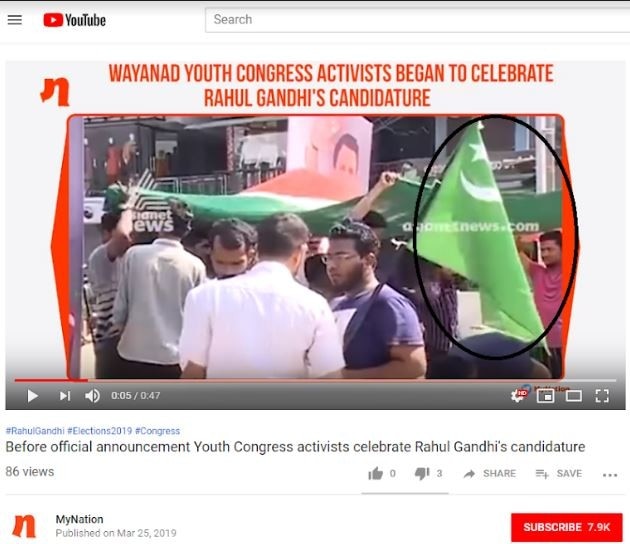 YouTube
Search
WAYANAD YOUTH CONGRESS ACTIVISTS BEGAN TO CELEBRATE
RAHUL GANDHI'S CANDIDATURE
news
asianetnews.com
HD
0:05 / 0:47
#RahulGandhi #Elections2019 #Congress
Before official announcement Youth Congress activists celebrate Rahul Gandhi's candidature
86 views
0
3
SHARE
SAVE
MyNation
Published on Mar 25, 2019
SUBSCRIBE 7.9K